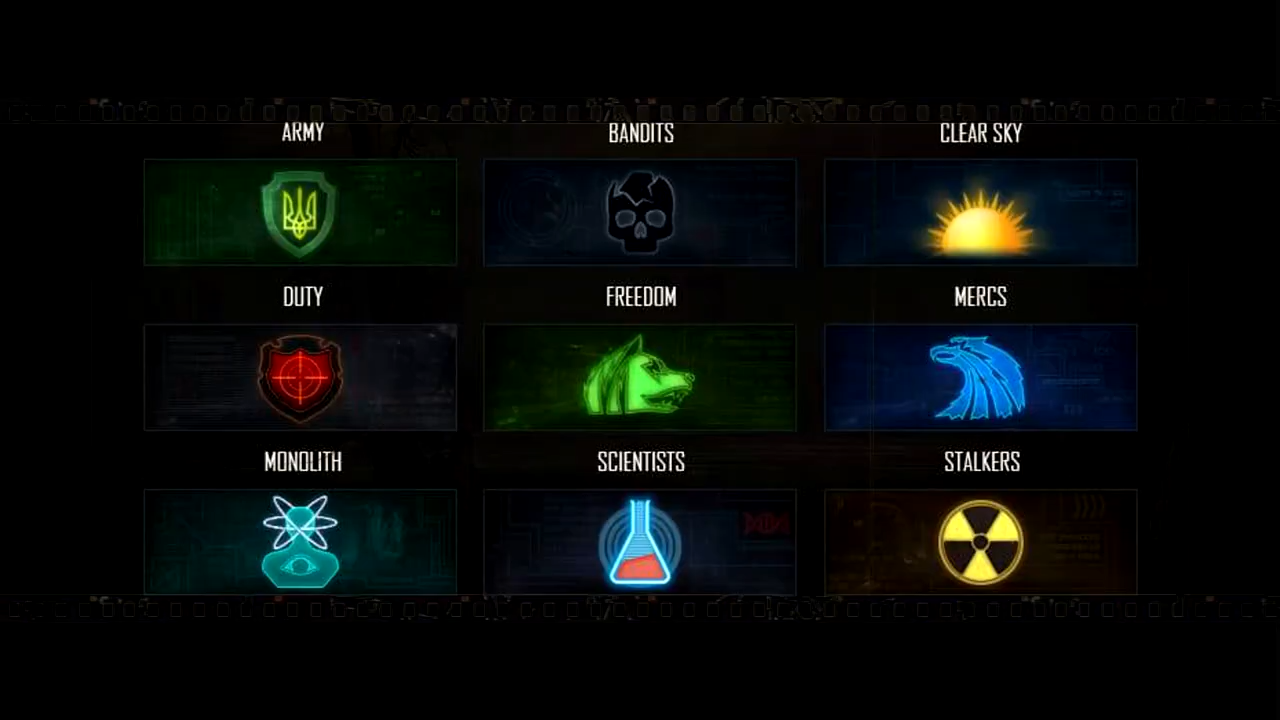 ARMY
BANDITS
CLEAR SKY
DUTY
FREEDOM
MERCS
MONOLITH
SCIENTISTS
STALKERS